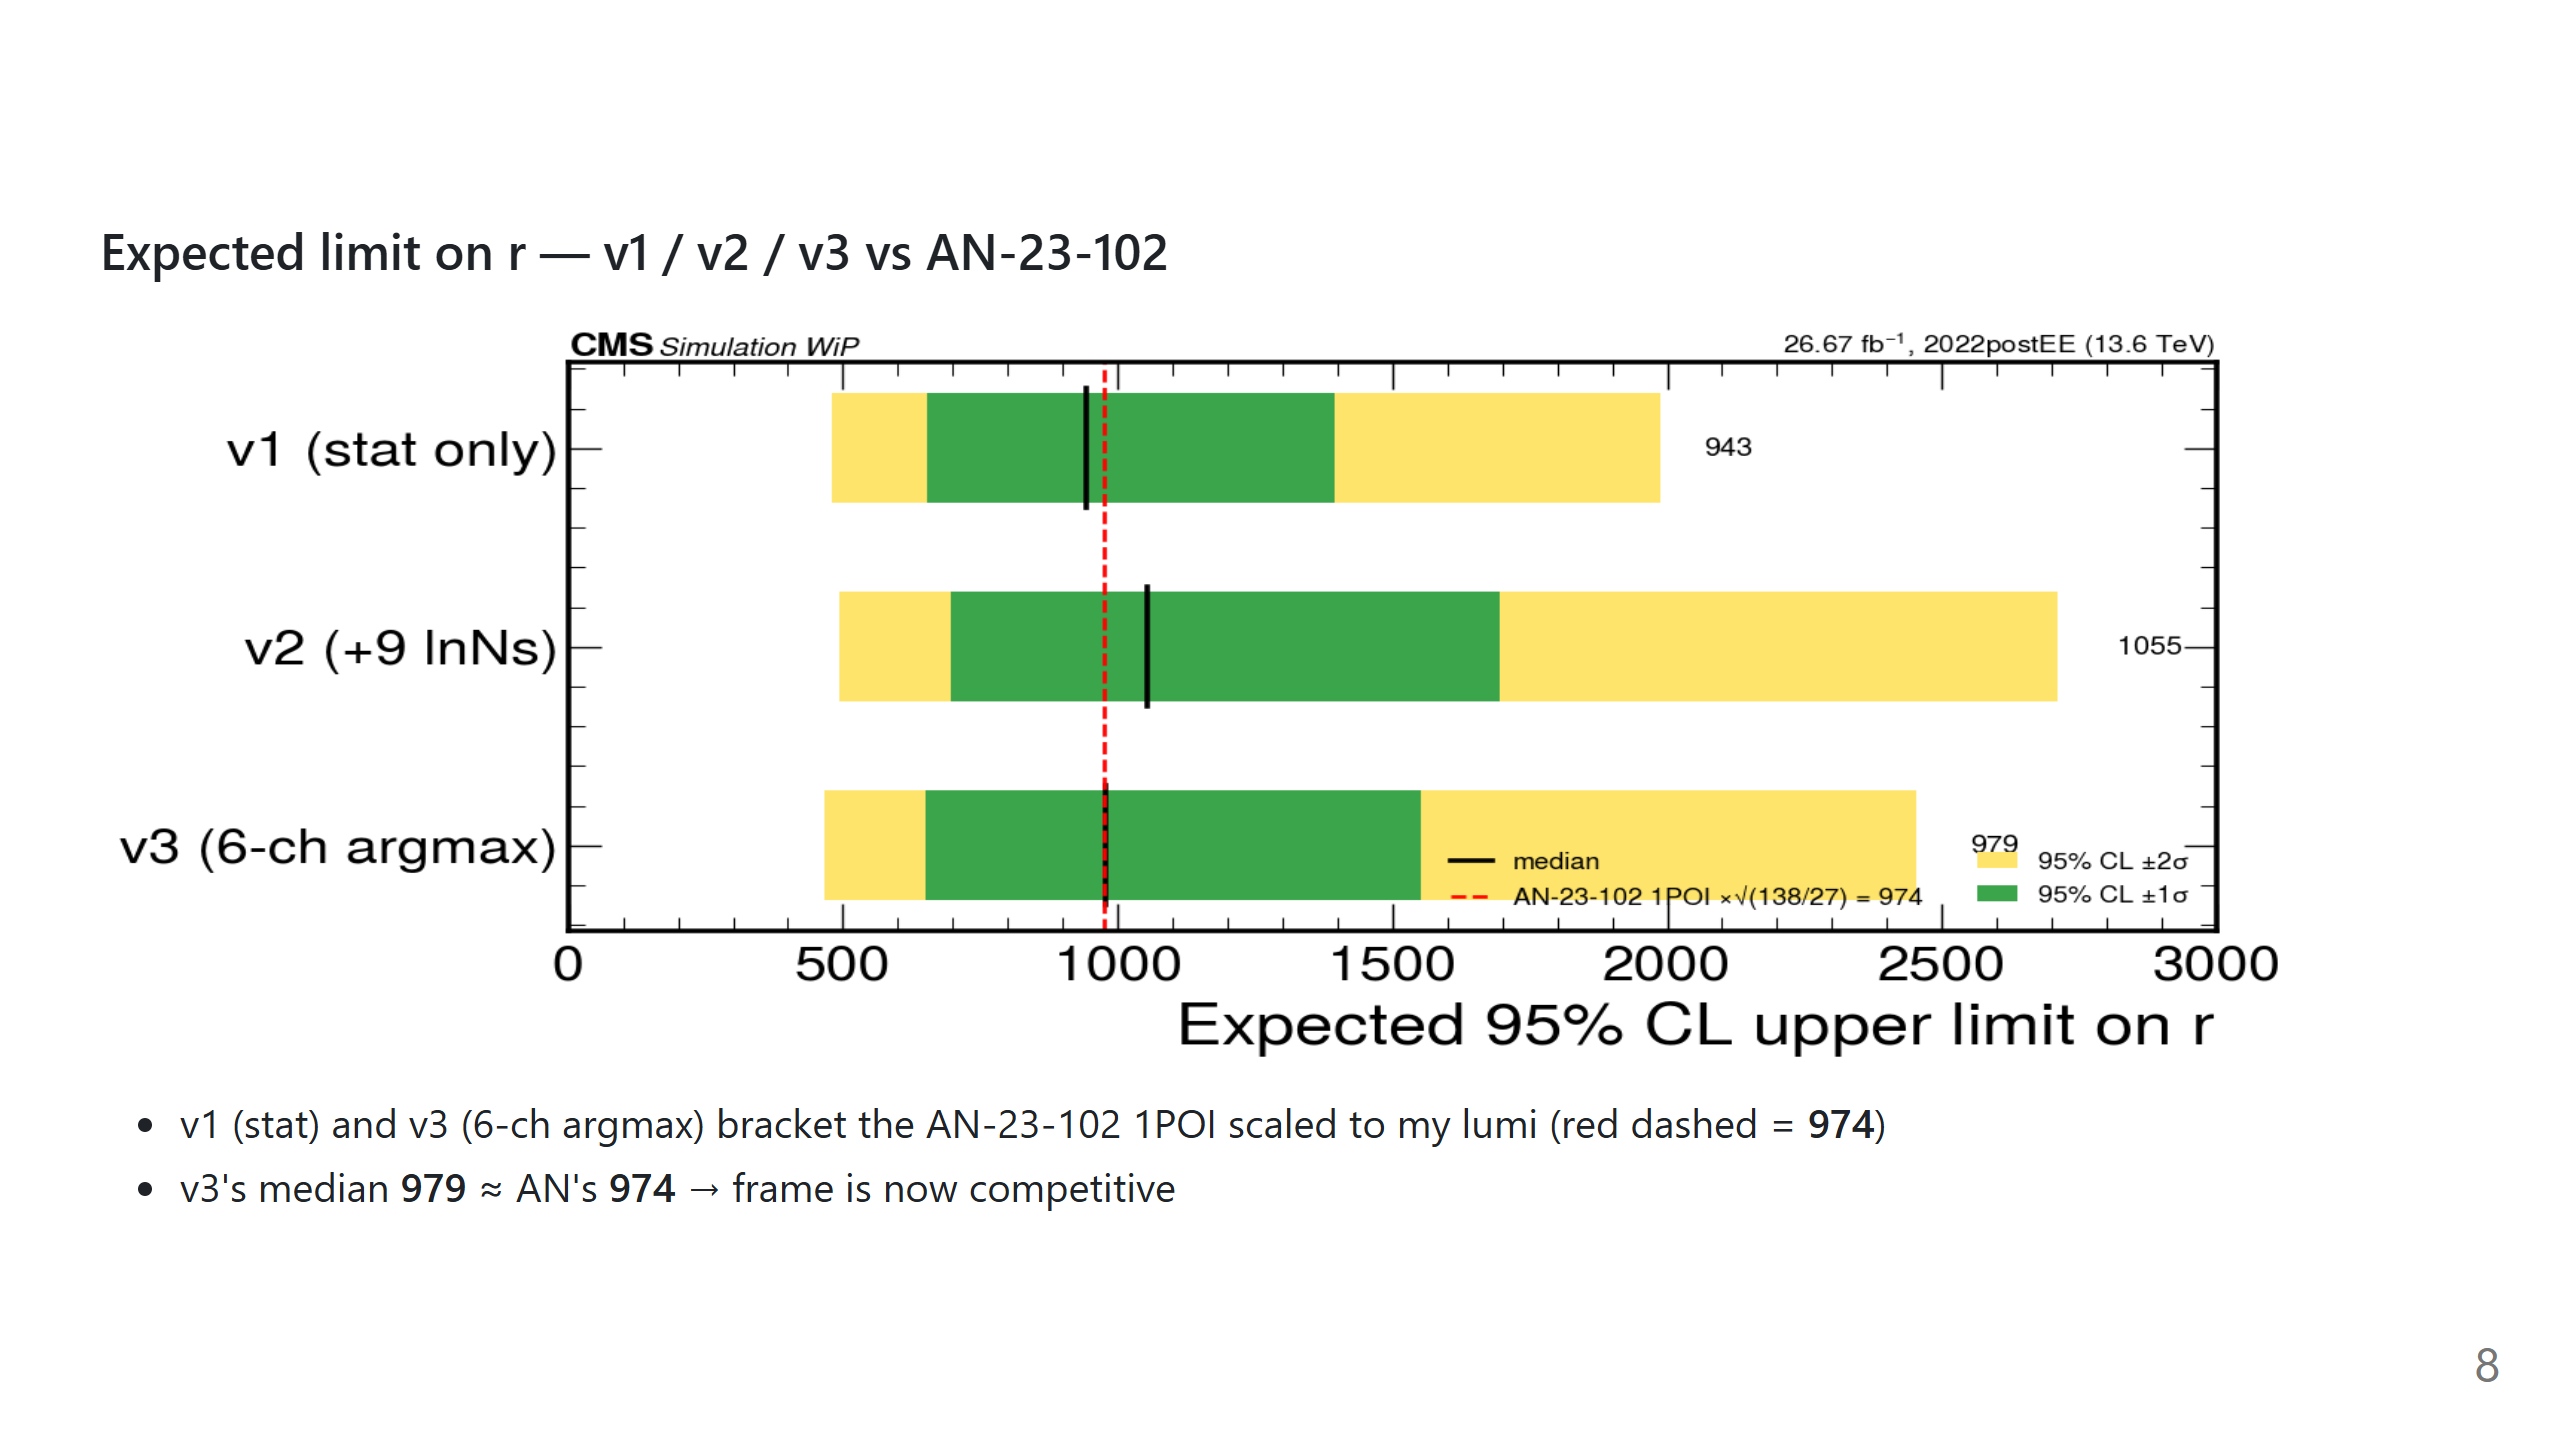 Expected limit on r — v1 / v2 / v3 vs AN-23-102
CMS Simulation WiP
26.67 fb⁻¹, 2022postEE (13.6 TeV)
v1 (stat only)
943
v2 (+9 lnNs)
1055
v3 (6-ch argmax)
979
median
95% CL ±2σ
AN-23-102 1POI ×√(138/27) = 974
95% CL ±1σ
0 500 1000 1500 2000 2500 3000
Expected 95% CL upper limit on r
• v1 (stat) and v3 (6-ch argmax) bracket the AN-23-102 1POI scaled to my lumi (red dashed = 974)
• v3's median 979 ≈ AN's 974 → frame is now competitive
8